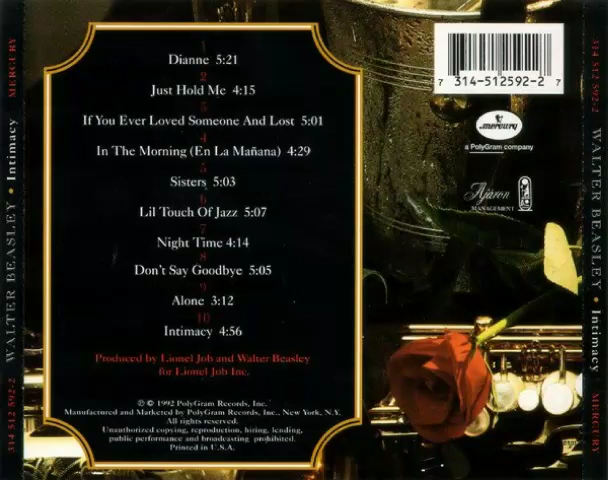 314 512 592-2 WALTER BEASLEY • Intimacy MERCURY
1
Dianne 5:21
2
Just Hold Me 4:15
3
If You Ever Loved Someone And Lost 5:01
4
In The Morning (En La Mañana) 4:29
5
Sisters 5:03
6
Lil Touch Of Jazz 5:07
7
Night Time 4:14
8
Don't Say Goodbye 5:05
9
Alone 3:12
10
Intimacy 4:56
Produced by Lionel Job and Walter Beasley
for Lionel Job Inc.
℗ © 1992 PolyGram Records, Inc.
Manufactured and Marketed by PolyGram Records, Inc., New York, N.Y.
All rights reserved.
Unauthorized copying, reproduction, hiring, lending,
public performance and broadcasting prohibited.
Printed in U.S.A.
7 314-512592-2 7
mercury
a PolyGram company
Ajaron
MANAGEMENT
314 512 592-2 WALTER BEASLEY • Intimacy MERCURY